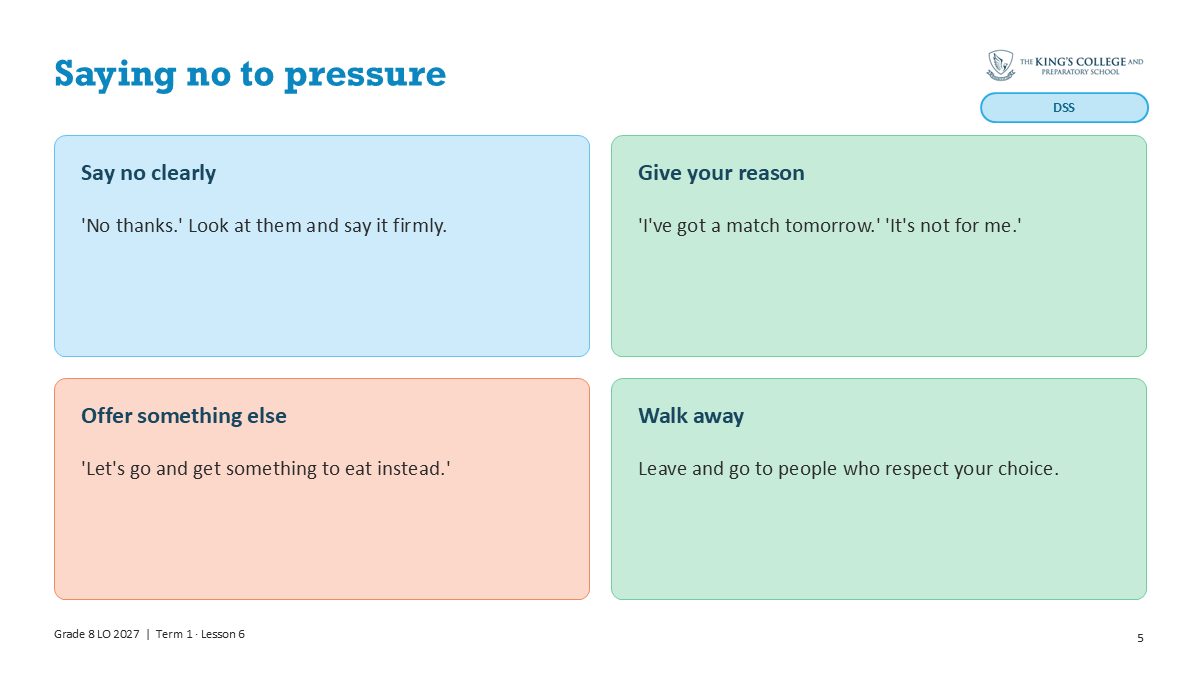 Saying no to pressure
THE KING'S COLLEGE AND
PREPARATORY SCHOOL
DSS
Say no clearly
'No thanks.' Look at them and say it firmly.
Give your reason
'I've got a match tomorrow.' 'It's not for me.'
Offer something else
'Let's go and get something to eat instead.'
Walk away
Leave and go to people who respect your choice.
Grade 8 LO 2027 | Term 1 · Lesson 6
5